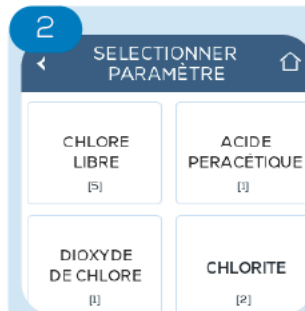 2
SELECTIONNER
PARAMÈTRE
CHLORE
LIBRE
[5]
ACIDE
PERACÉTIQUE
[1]
DIOXYDE
DE CHLORE
[1]
CHLORITE
[2]